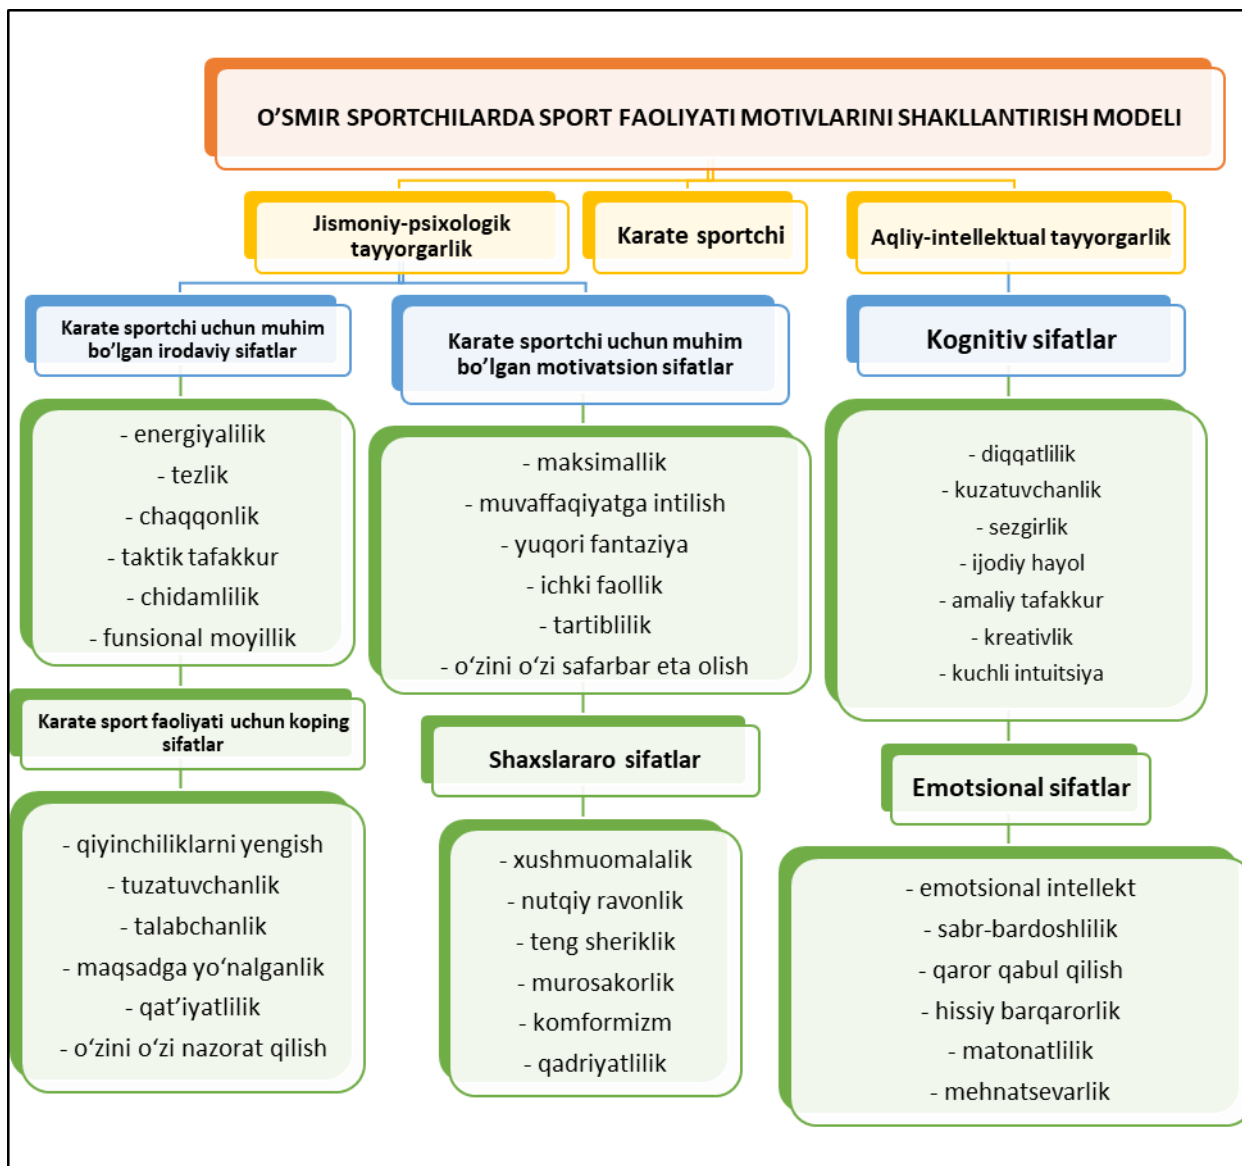 O’SMIR SPORTCHILARDA SPORT FAOLIYATI MOTIVLARINI SHAKLLANTIRISH MODELI
Jismoniy-psixologik
tayyorgarlik
Karate sportchi
Aqliy-intellektual tayyorgarlik
Karate sportchi uchun muhim
bo’lgan irodaviy sifatlar
Karate sportchi uchun muhim
bo’lgan motivatsion sifatlar
Kognitiv sifatlar
- energiyalilik
- tezlik
- chaqqonlik
- taktik tafakkur
- chidamlilik
- funsional moyillik
- maksimallik
- muvaffaqiyatga intilish
- yuqori fantaziya
- ichki faollik
- tartiblilik
- o‘zini o‘zi safarbar eta olish
- diqqatlilik
- kuzatuvchanlik
- sezgirlik
- ijodiy hayol
- amaliy tafakkur
- kreativlik
- kuchli intuitsiya
Karate sport faoliyati uchun koping
sifatlar
Shaxslararo sifatlar
Emotsional sifatlar
- qiyinchiliklarni yengish
- tuzatuvchanlik
- talabchanlik
- maqsadga yo‘nalganlik
- qat’iyatlilik
- o‘zini o‘zi nazorat qilish
- xushmuomalalik
- nutqiy ravonlik
- teng sheriklik
- murosakorlik
- komformizm
- qadriyatlilik
- emotsional intellekt
- sabr-bardoshlilik
- qaror qabul qilish
- hissiy barqarorlik
- matonatlilik
- mehnatsevarlik